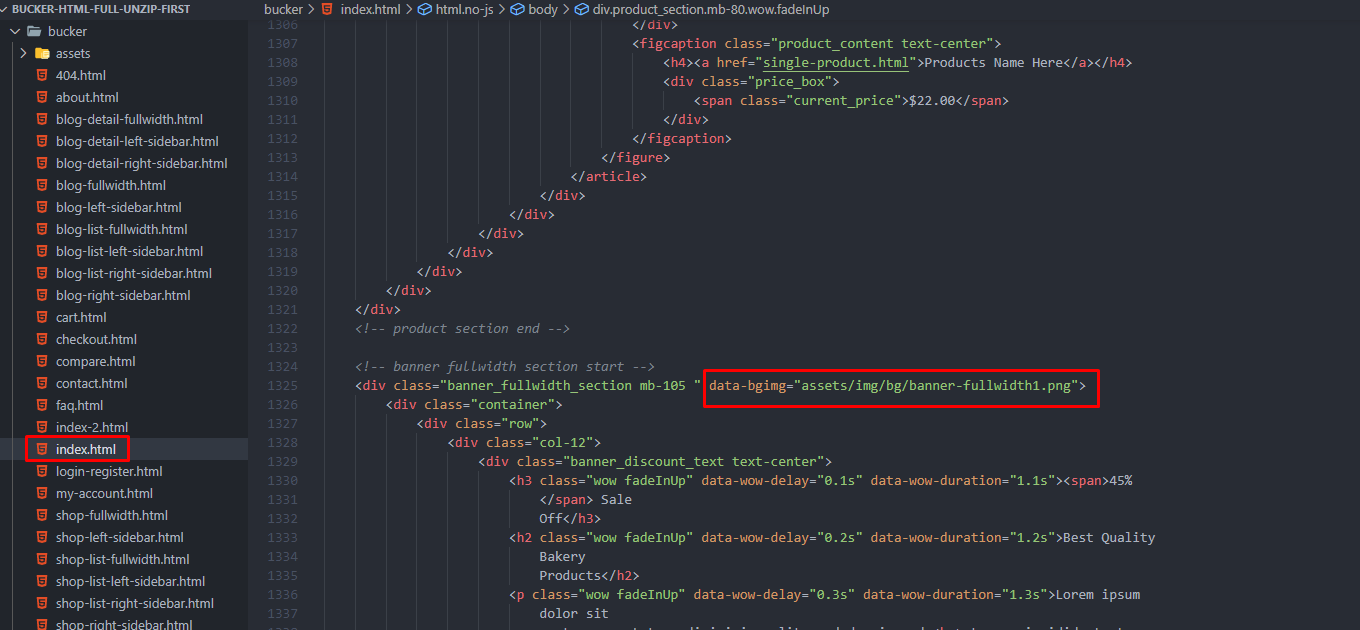 BUCKER-HTML-FULL-UNZIP-FIRST
bucker
assets
404.html
about.html
blog-detail-fullwidth.html
blog-detail-left-sidebar.html
blog-detail-right-sidebar.html
blog-fullwidth.html
blog-left-sidebar.html
blog-list-fullwidth.html
blog-list-left-sidebar.html
blog-list-right-sidebar.html
blog-right-sidebar.html
cart.html
checkout.html
compare.html
contact.html
faq.html
index-2.html
index.html
login-register.html
my-account.html
shop-fullwidth.html
shop-left-sidebar.html
shop-list-fullwidth.html
shop-list-left-sidebar.html
shop-list-right-sidebar.html
shop-right-sidebar.html
bucker > index.html > html.no-js > body > div.product_section.mb-80.wow.fadeInUp
1306 </div>
1307 <figcaption class="product_content text-center">
1308 <h4><a href="single-product.html">Products Name Here</a></h4>
1309 <div class="price_box">
1310 <span class="current_price">$22.00</span>
1311 </div>
1312 </figcaption>
1313 </figure>
1314 </article>
1315 </div>
1316 </div>
1317 </div>
1318 </div>
1319 </div>
1320 </div>
1321 </div>
1322 <!-- product section end -->
1323
1324 <!-- banner fullwidth section start -->
1325 <div class="banner_fullwidth_section mb-105 " data-bgimg="assets/img/bg/banner-fullwidth1.png">
1326 <div class="container">
1327 <div class="row">
1328 <div class="col-12">
1329 <div class="banner_discount_text text-center">
1330 <h3 class="wow fadeInUp" data-wow-delay="0.1s" data-wow-duration="1.1s"><span>45%
1331 </span> Sale
1332 Off</h3>
1333 <h2 class="wow fadeInUp" data-wow-delay="0.2s" data-wow-duration="1.2s">Best Quality
1334 Bakery
1335 Products</h2>
1336 <p class="wow fadeInUp" data-wow-delay="0.3s" data-wow-duration="1.3s">Lorem ipsum
1337 dolor sit